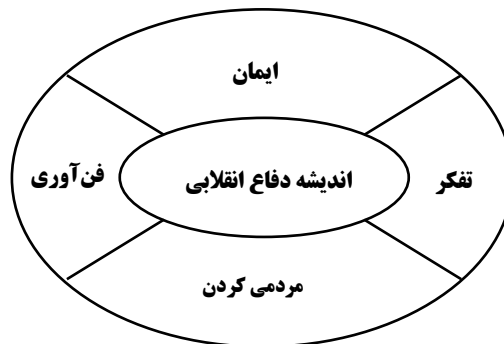 ایمان
تفکر
اندیشه دفاع انقلابی
فن‌آوری
مردمی کردن